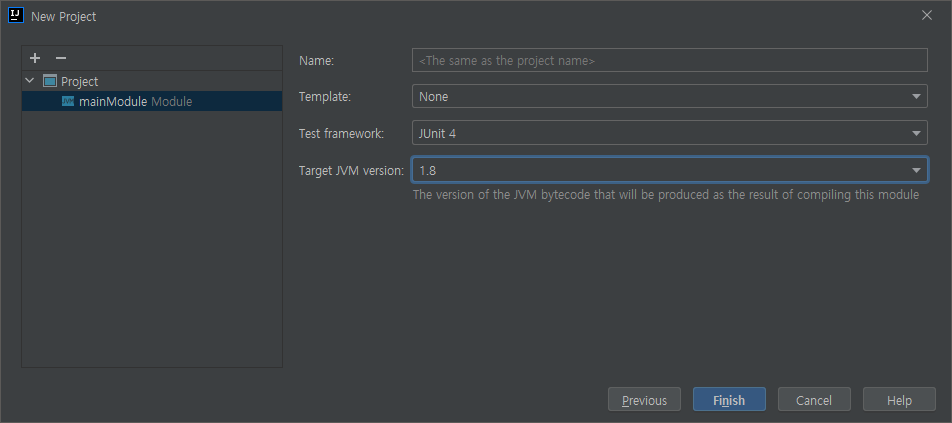 New Project
Project
mainModule Module
Name: <The same as the project name>
Template: None
Test framework: JUnit 4
Target JVM version: 1.8
The version of the JVM bytecode that will be produced as the result of compiling this module
Previous Finish Cancel Help